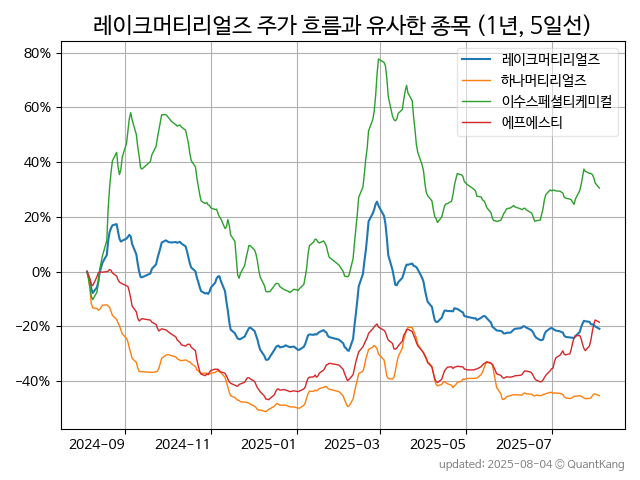 레이크머티리얼즈 주가 흐름과 유사한 종목 (1년, 5일선)
레이크머티리얼즈
하나머티리얼즈
이수스페셜티케미컬
에프에스티
80%
60%
40%
20%
0%
−20%
−40%
2024-09 2024-11 2025-01 2025-03 2025-05 2025-07
updated: 2025-08-04 © QuantKang